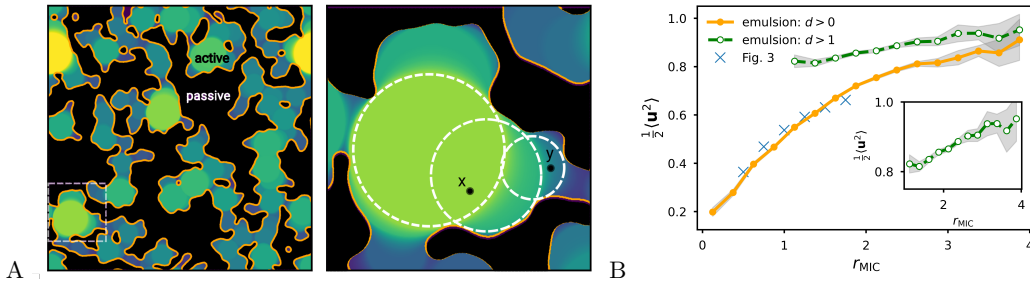 A
active
passive
x
y
B
1.0
0.8
0.6
0.4
0.2
0
1
2
3
4
½⟨u²⟩
r_MIC
emulsion: d > 0
emulsion: d > 1
Fig. 3
1.0
0.8
2
4
½⟨u²⟩
r_MIC